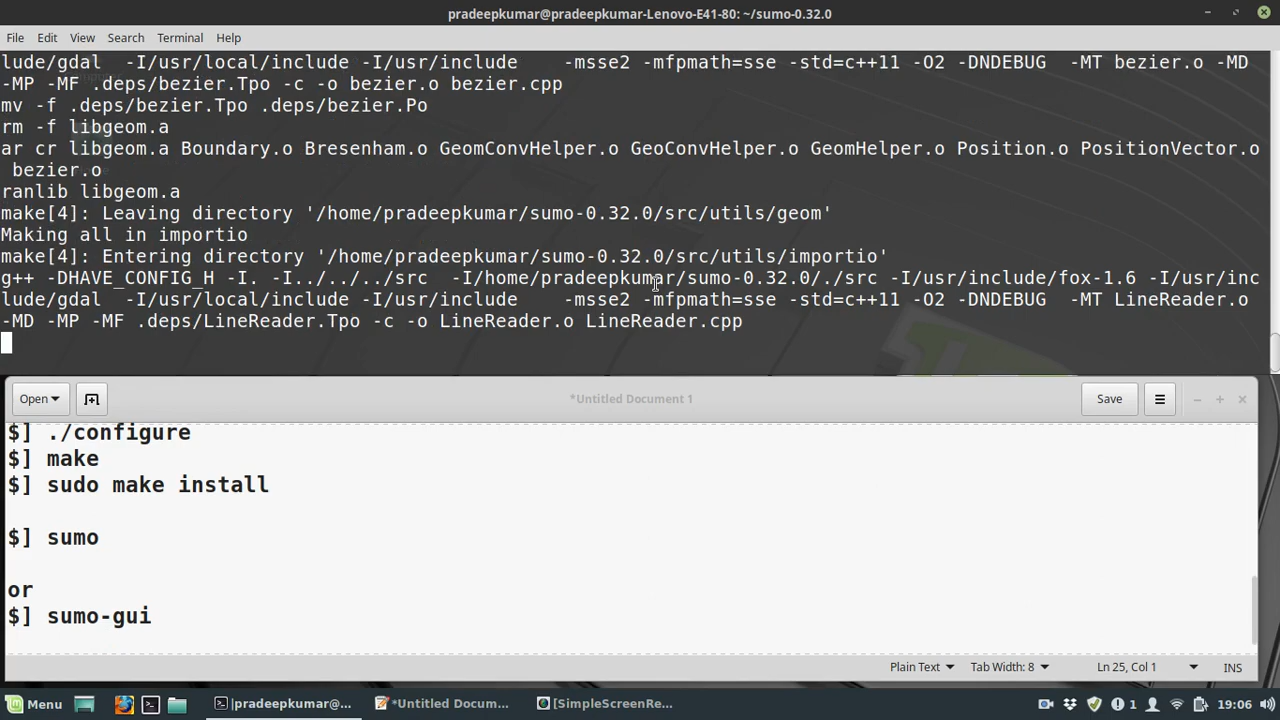 pradeepkumar@pradeepkumar-Lenovo-E41-80: ~/sumo-0.32.0
File Edit View Search Terminal Help
lude/gdal  -I/usr/local/include -I/usr/include    -msse2 -mfpmath=sse -std=c++11 -O2 -DNDEBUG  -MT bezier.o -MD
-MP -MF .deps/bezier.Tpo -c -o bezier.o bezier.cpp
mv -f .deps/bezier.Tpo .deps/bezier.Po
rm -f libgeom.a
ar cr libgeom.a Boundary.o Bresenham.o GeomConvHelper.o GeoConvHelper.o GeomHelper.o Position.o PositionVector.o
bezier.o
ranlib libgeom.a
make[4]: Leaving directory '/home/pradeepkumar/sumo-0.32.0/src/utils/geom'
Making all in importio
make[4]: Entering directory '/home/pradeepkumar/sumo-0.32.0/src/utils/importio'
g++ -DHAVE_CONFIG_H -I. -I../../../src  -I/home/pradeepkumar/sumo-0.32.0/./src -I/usr/include/fox-1.6 -I/usr/inc
lude/gdal  -I/usr/local/include -I/usr/include    -msse2 -mfpmath=sse -std=c++11 -O2 -DNDEBUG  -MT LineReader.o
-MD -MP -MF .deps/LineReader.Tpo -c -o LineReader.o LineReader.cpp
Open *Untitled Document 1 Save
$] ./configure
$] make
$] sudo make install
$] sumo
or
$] sumo-gui
Plain Text Tab Width: 8 Ln 25, Col 1 INS
Menu |pradeepkumar@... *Untitled Docum... [SimpleScreenRe... 1 19:06